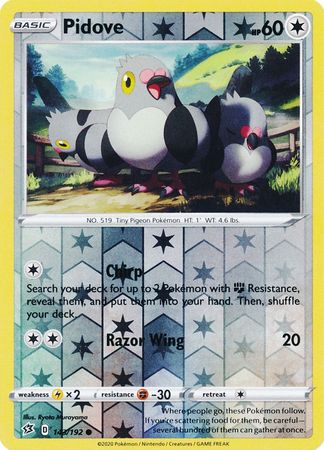 BASIC Pidove HP60
NO. 519 Tiny Pigeon Pokémon HT: 1' WT: 4.6 lbs.
Chirp
Search your deck for up to 2 Pokémon with Resistance,
reveal them, and put them into your hand. Then, shuffle
your deck.
Razor Wing 20
weakness ×2 resistance -30 retreat
Illus. Ryota Murayama
D 143/192
Where people go, these Pokémon follow.
If you're scattering food for them, be careful—
several hundred of them can gather at once.
©2020 Pokémon / Nintendo / Creatures / GAME FREAK